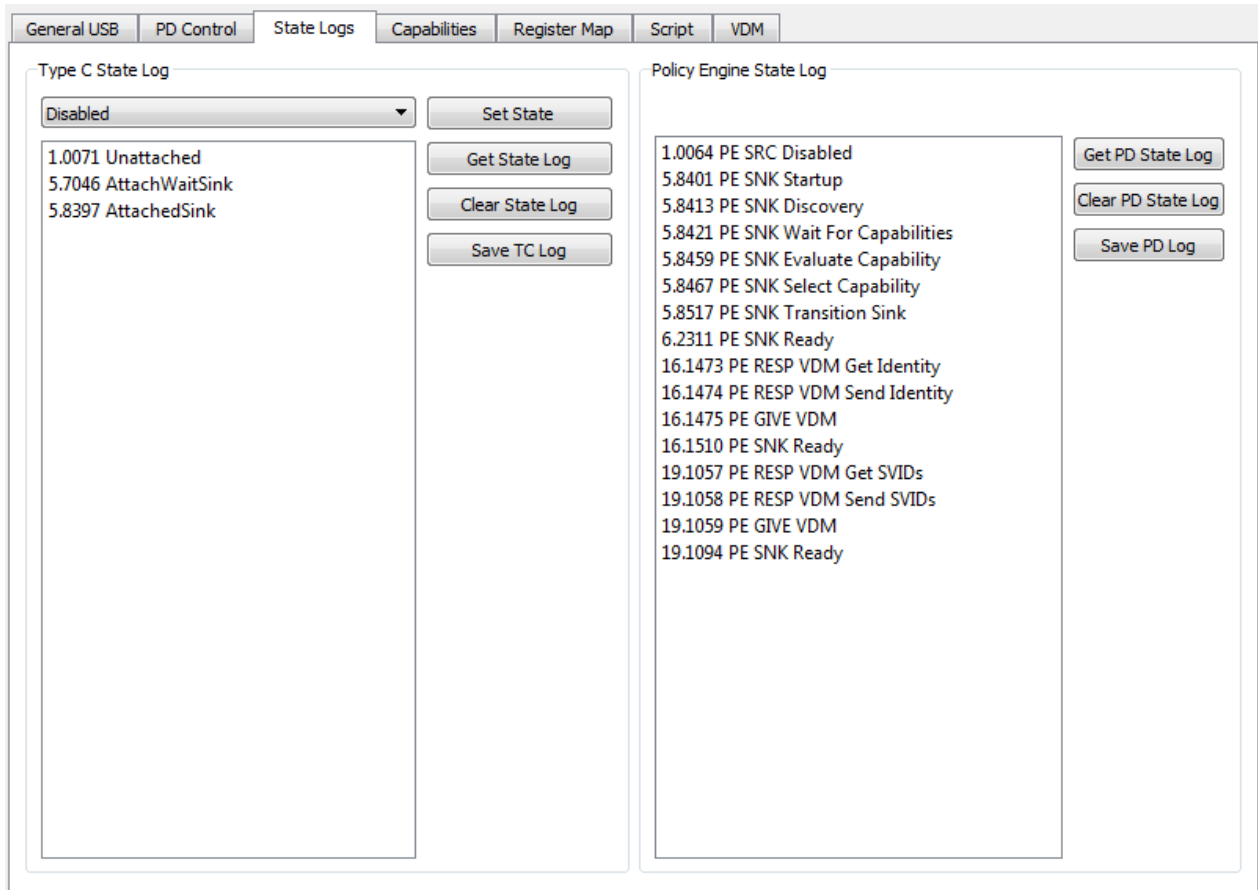 General USB
PD Control
State Logs
Capabilities
Register Map
Script
VDM
Type C State Log
Disabled
Set State
1.0071 Unattached
5.7046 AttachWaitSink
5.8397 AttachedSink
Get State Log
Clear State Log
Save TC Log
Policy Engine State Log
1.0064 PE SRC Disabled
5.8401 PE SNK Startup
5.8413 PE SNK Discovery
5.8421 PE SNK Wait For Capabilities
5.8459 PE SNK Evaluate Capability
5.8467 PE SNK Select Capability
5.8517 PE SNK Transition Sink
6.2311 PE SNK Ready
16.1473 PE RESP VDM Get Identity
16.1474 PE RESP VDM Send Identity
16.1475 PE GIVE VDM
16.1510 PE SNK Ready
19.1057 PE RESP VDM Get SVIDs
19.1058 PE RESP VDM Send SVIDs
19.1059 PE GIVE VDM
19.1094 PE SNK Ready
Get PD State Log
Clear PD State Log
Save PD Log